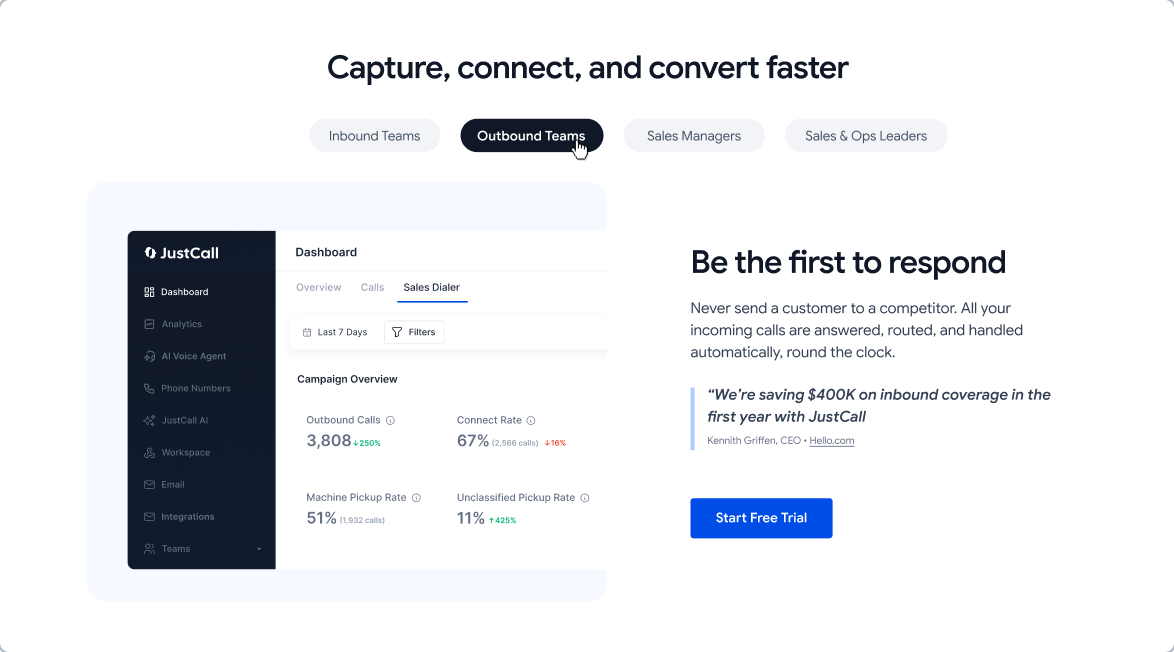 Capture, connect, and convert faster
Inbound Teams
Outbound Teams
Sales Managers
Sales & Ops Leaders
JustCall
Dashboard
Analytics
AI Voice Agent
Phone Numbers
JustCall AI
Workspace
Email
Integrations
Teams
Dashboard
Overview Calls Sales Dialer
Last 7 Days Filters
Campaign Overview
Outbound Calls
3,808 ↓250%
Connect Rate
67% (2,566 calls) ↓16%
Machine Pickup Rate
51% (1,932 calls)
Unclassified Pickup Rate
11% ↑425%
Be the first to respond
Never send a customer to a competitor. All your
incoming calls are answered, routed, and handled
automatically, round the clock.
“We’re saving $400K on inbound coverage in the
first year with JustCall
Kennith Griffen, CEO • Hello.com
Start Free Trial